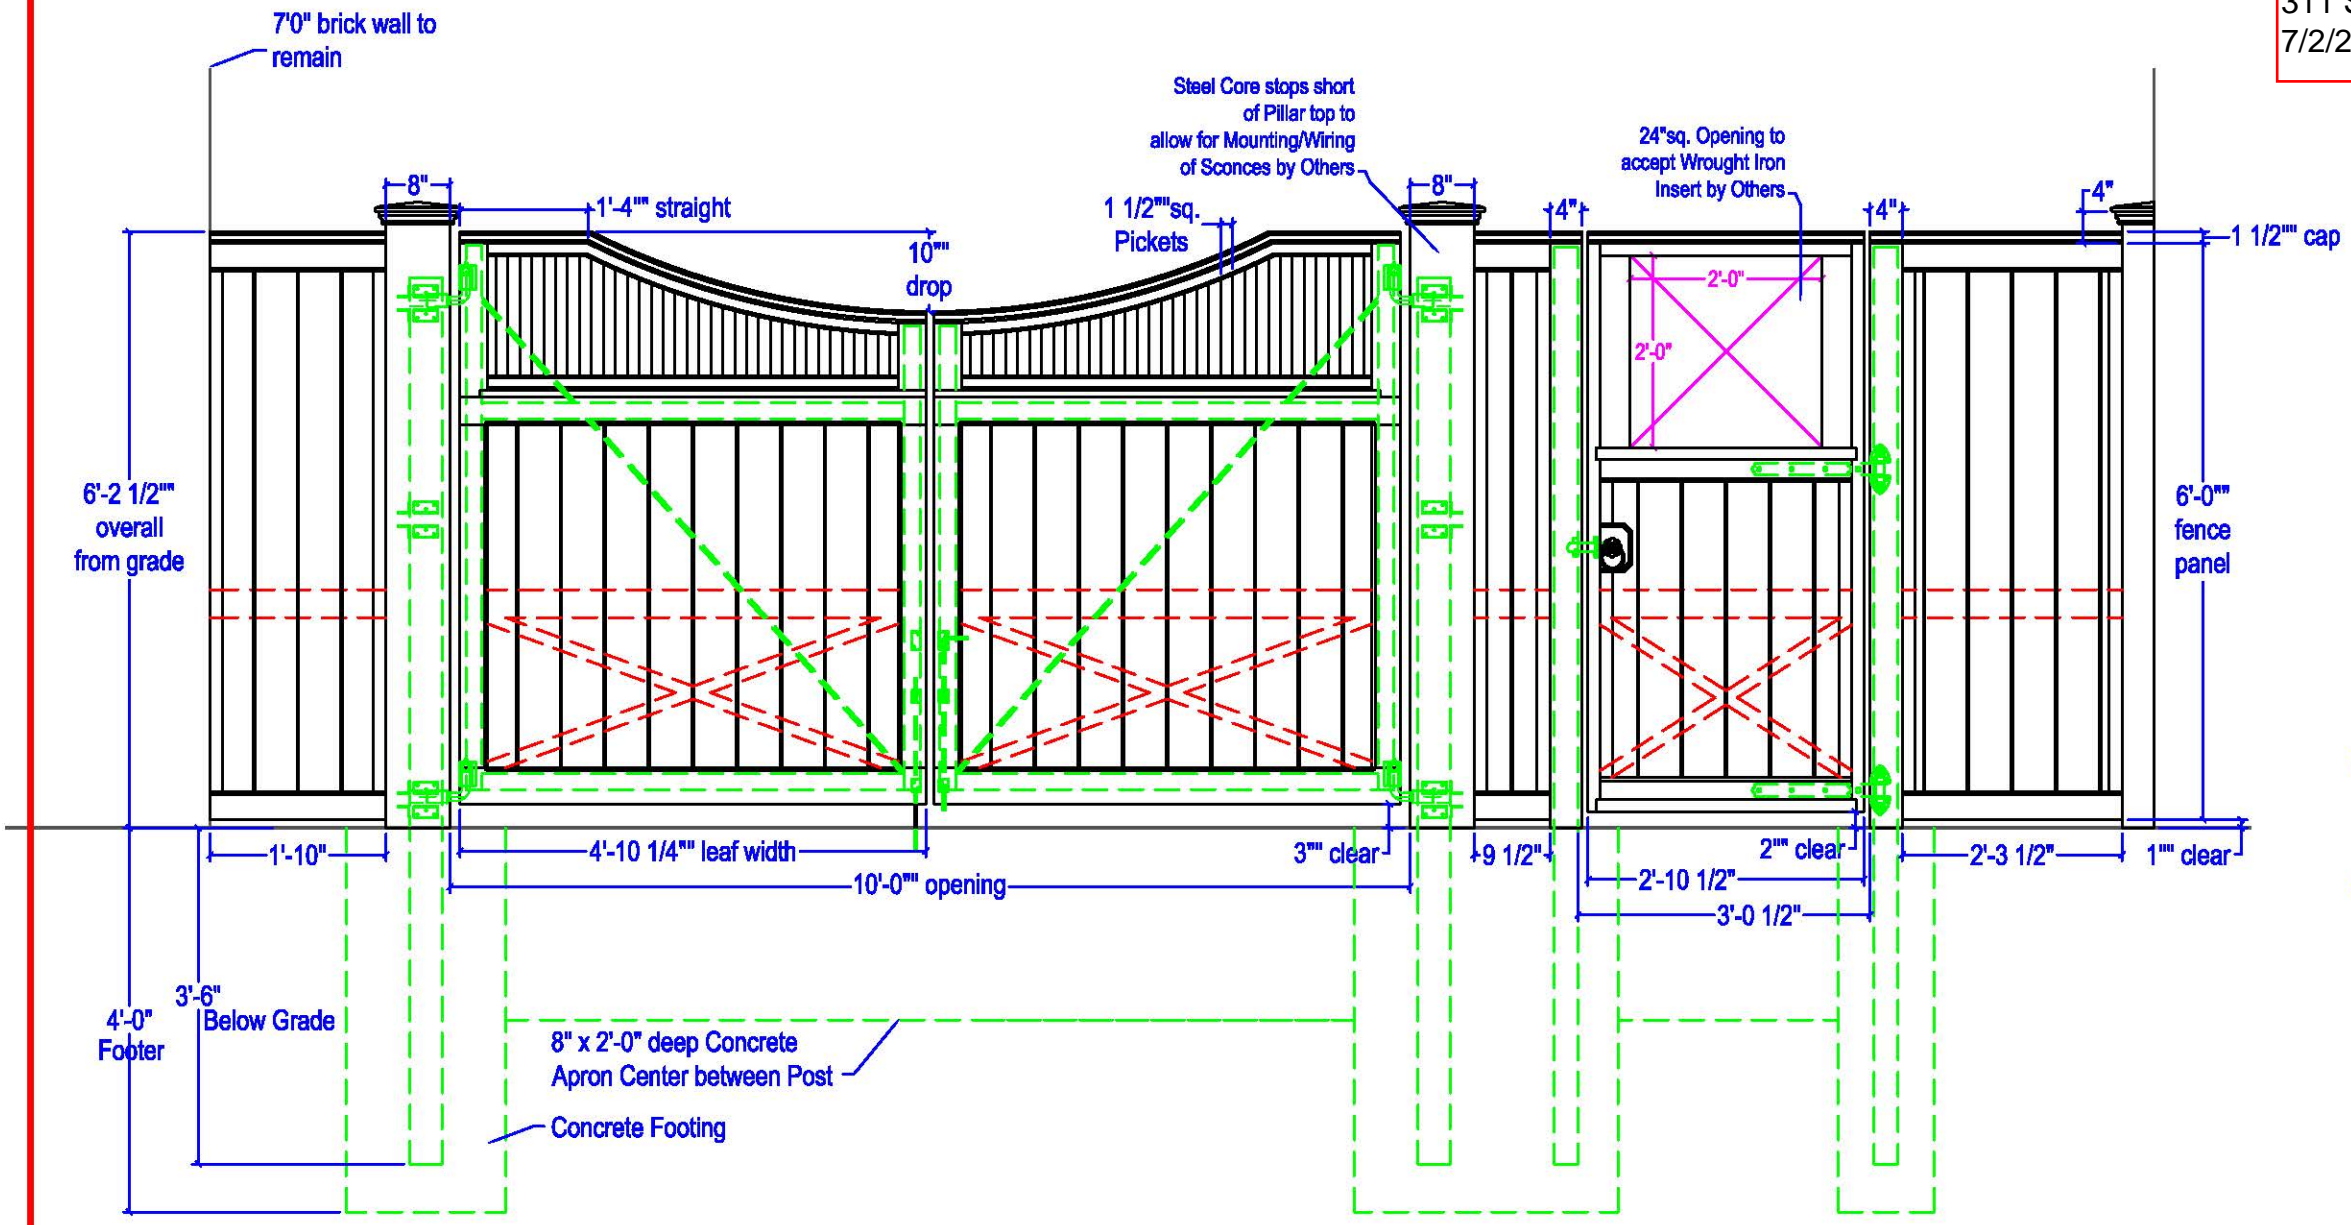 7'0" brick wall to
remain
311
7/2/2
Steel Core stops short
of Pillar top to
allow for Mounting/Wiring
of Sconces by Others
24"sq. Opening to
accept Wrought Iron
Insert by Others
8"
1'-4"" straight
1 1/2""sq.
Pickets
8"
4"
4"
4"
10""
drop
1 1/2"" cap
2'-0"
2'-0"
6'-2 1/2""
overall
from grade
6'-0""
fence
panel
1'-10"
4'-10 1/4"" leaf width
3"" clear
9 1/2"
2"" clear
2'-3 1/2"
1"" clear
10'-0"" opening
2'-10 1/2"
3'-0 1/2"
3'-6"
Below Grade
4'-0"
Footer
8" x 2'-0" deep Concrete
Apron Center between Post
Concrete Footing